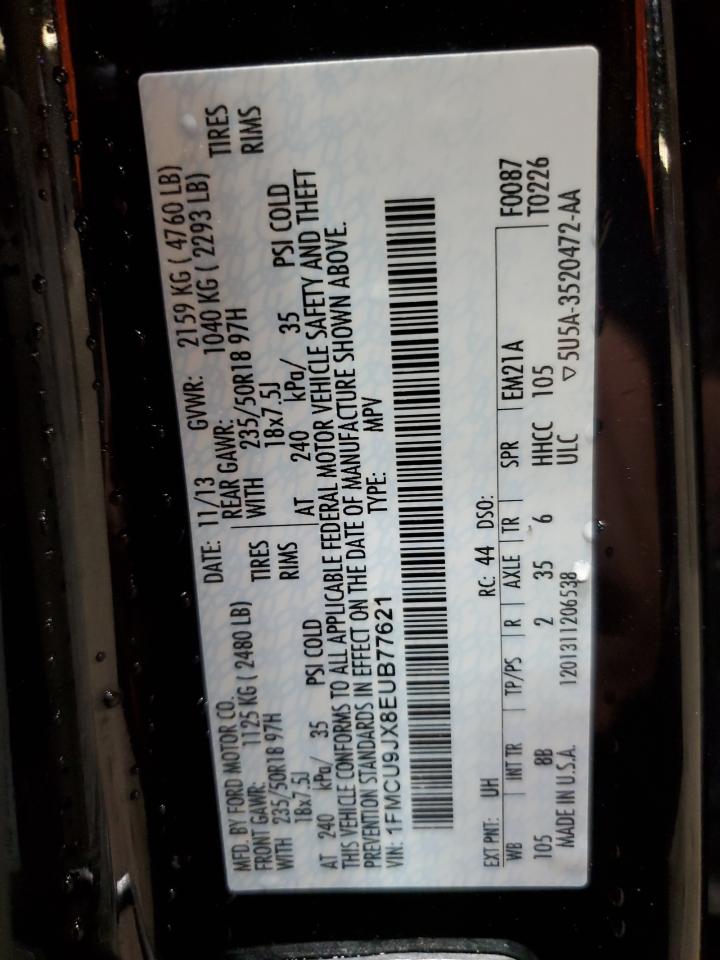 MFD. BY FORD MOTOR CO.
DATE: 11/13 GVWR: 2159 KG ( 4760 LB)
FRONT GAWR: 1125 KG ( 2480 LB)
REAR GAWR: 1040 KG ( 2293 LB)
WITH 235/50R18 97H TIRES WITH 235/50R18 97H TIRES
18x7.5J RIMS 18x7.5J RIMS
AT 240 kPa/ 35 PSI COLD AT 240 kPa/ 35 PSI COLD
THIS VEHICLE CONFORMS TO ALL APPLICABLE FEDERAL MOTOR VEHICLE SAFETY AND THEFT
PREVENTION STANDARDS IN EFFECT ON THE DATE OF MANUFACTURE SHOWN ABOVE.
VIN: 1FMCU9JX8EUB77621 TYPE: MPV
EXT PNT: UH RC: 44 DSO:
WB INT TR TP/PS R AXLE TR SPR EM21A F0087
105 8B 2 35 6 HHCC 105 T0226
ULC
MADE IN U.S.A. 1201311206538 ▽5U5A-3520472-AA